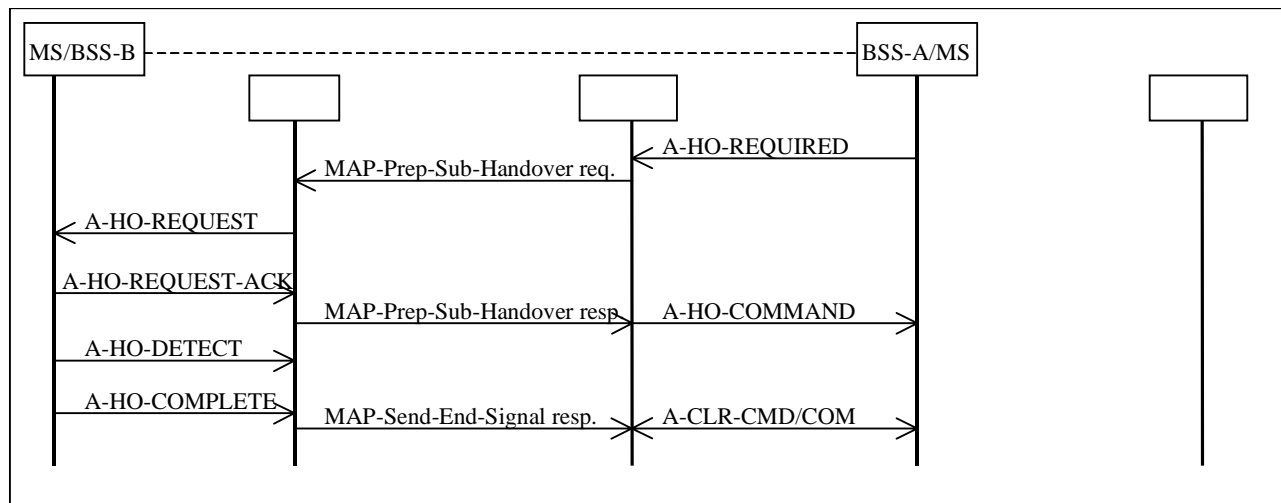 MS/BSS-B
BSS-A/MS
A-HO-REQUIRED
MAP-Prep-Sub-Handover req.
A-HO-REQUEST
A-HO-REQUEST-ACK
MAP-Prep-Sub-Handover resp
A-HO-COMMAND
A-HO-DETECT
A-HO-COMPLETE
MAP-Send-End-Signal resp.
A-CLR-CMD/COM